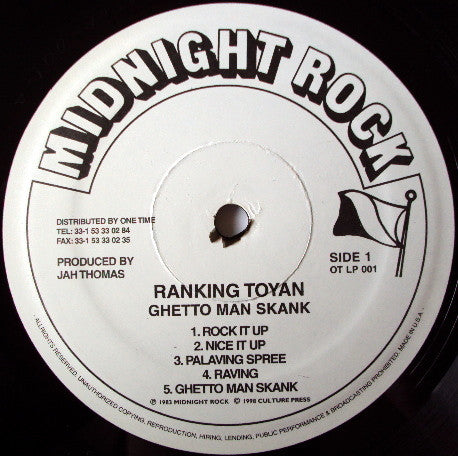 MIDNIGHT ROCK
DISTRIBUTED BY ONE TIME
TEL: 33-1 53 33 02 84
FAX: 33-1 53 33 02 35
PRODUCED BY
JAH THOMAS
SIDE 1
OT LP 001
RANKING TOYAN
GHETTO MAN SKANK
1. ROCK IT UP
2. NICE IT UP
3. PALAVING SPREE
4. RAVING
5. GHETTO MAN SKANK
℗ 1983 MIDNIGHT ROCK © 1998 CULTURE PRESS
- ALL RIGHTS RESERVED. UNAUTHORIZED COPYING, REPRODUCTION, HIRING, LENDING, PUBLIC PERFORMANCE & BROADCASTING PROHIBITED. MADE IN U.S.A. -